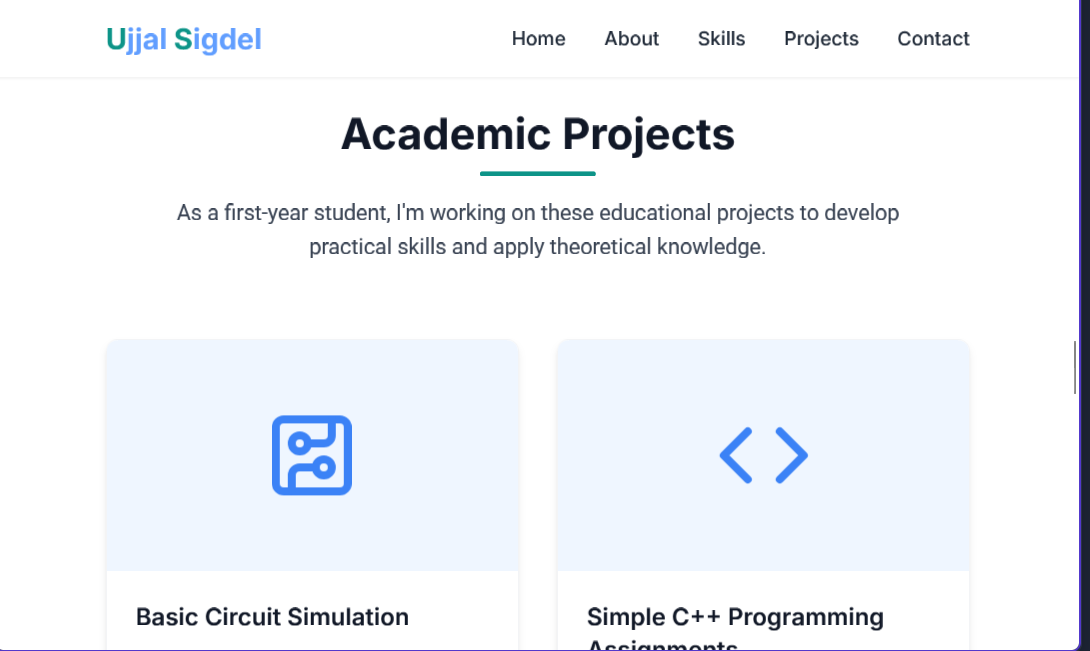 Ujjal Sigdel
Home
About
Skills
Projects
Contact
Academic Projects
As a first-year student, I'm working on these educational projects to develop
practical skills and apply theoretical knowledge.
Basic Circuit Simulation
Simple C++ Programming
Assignments